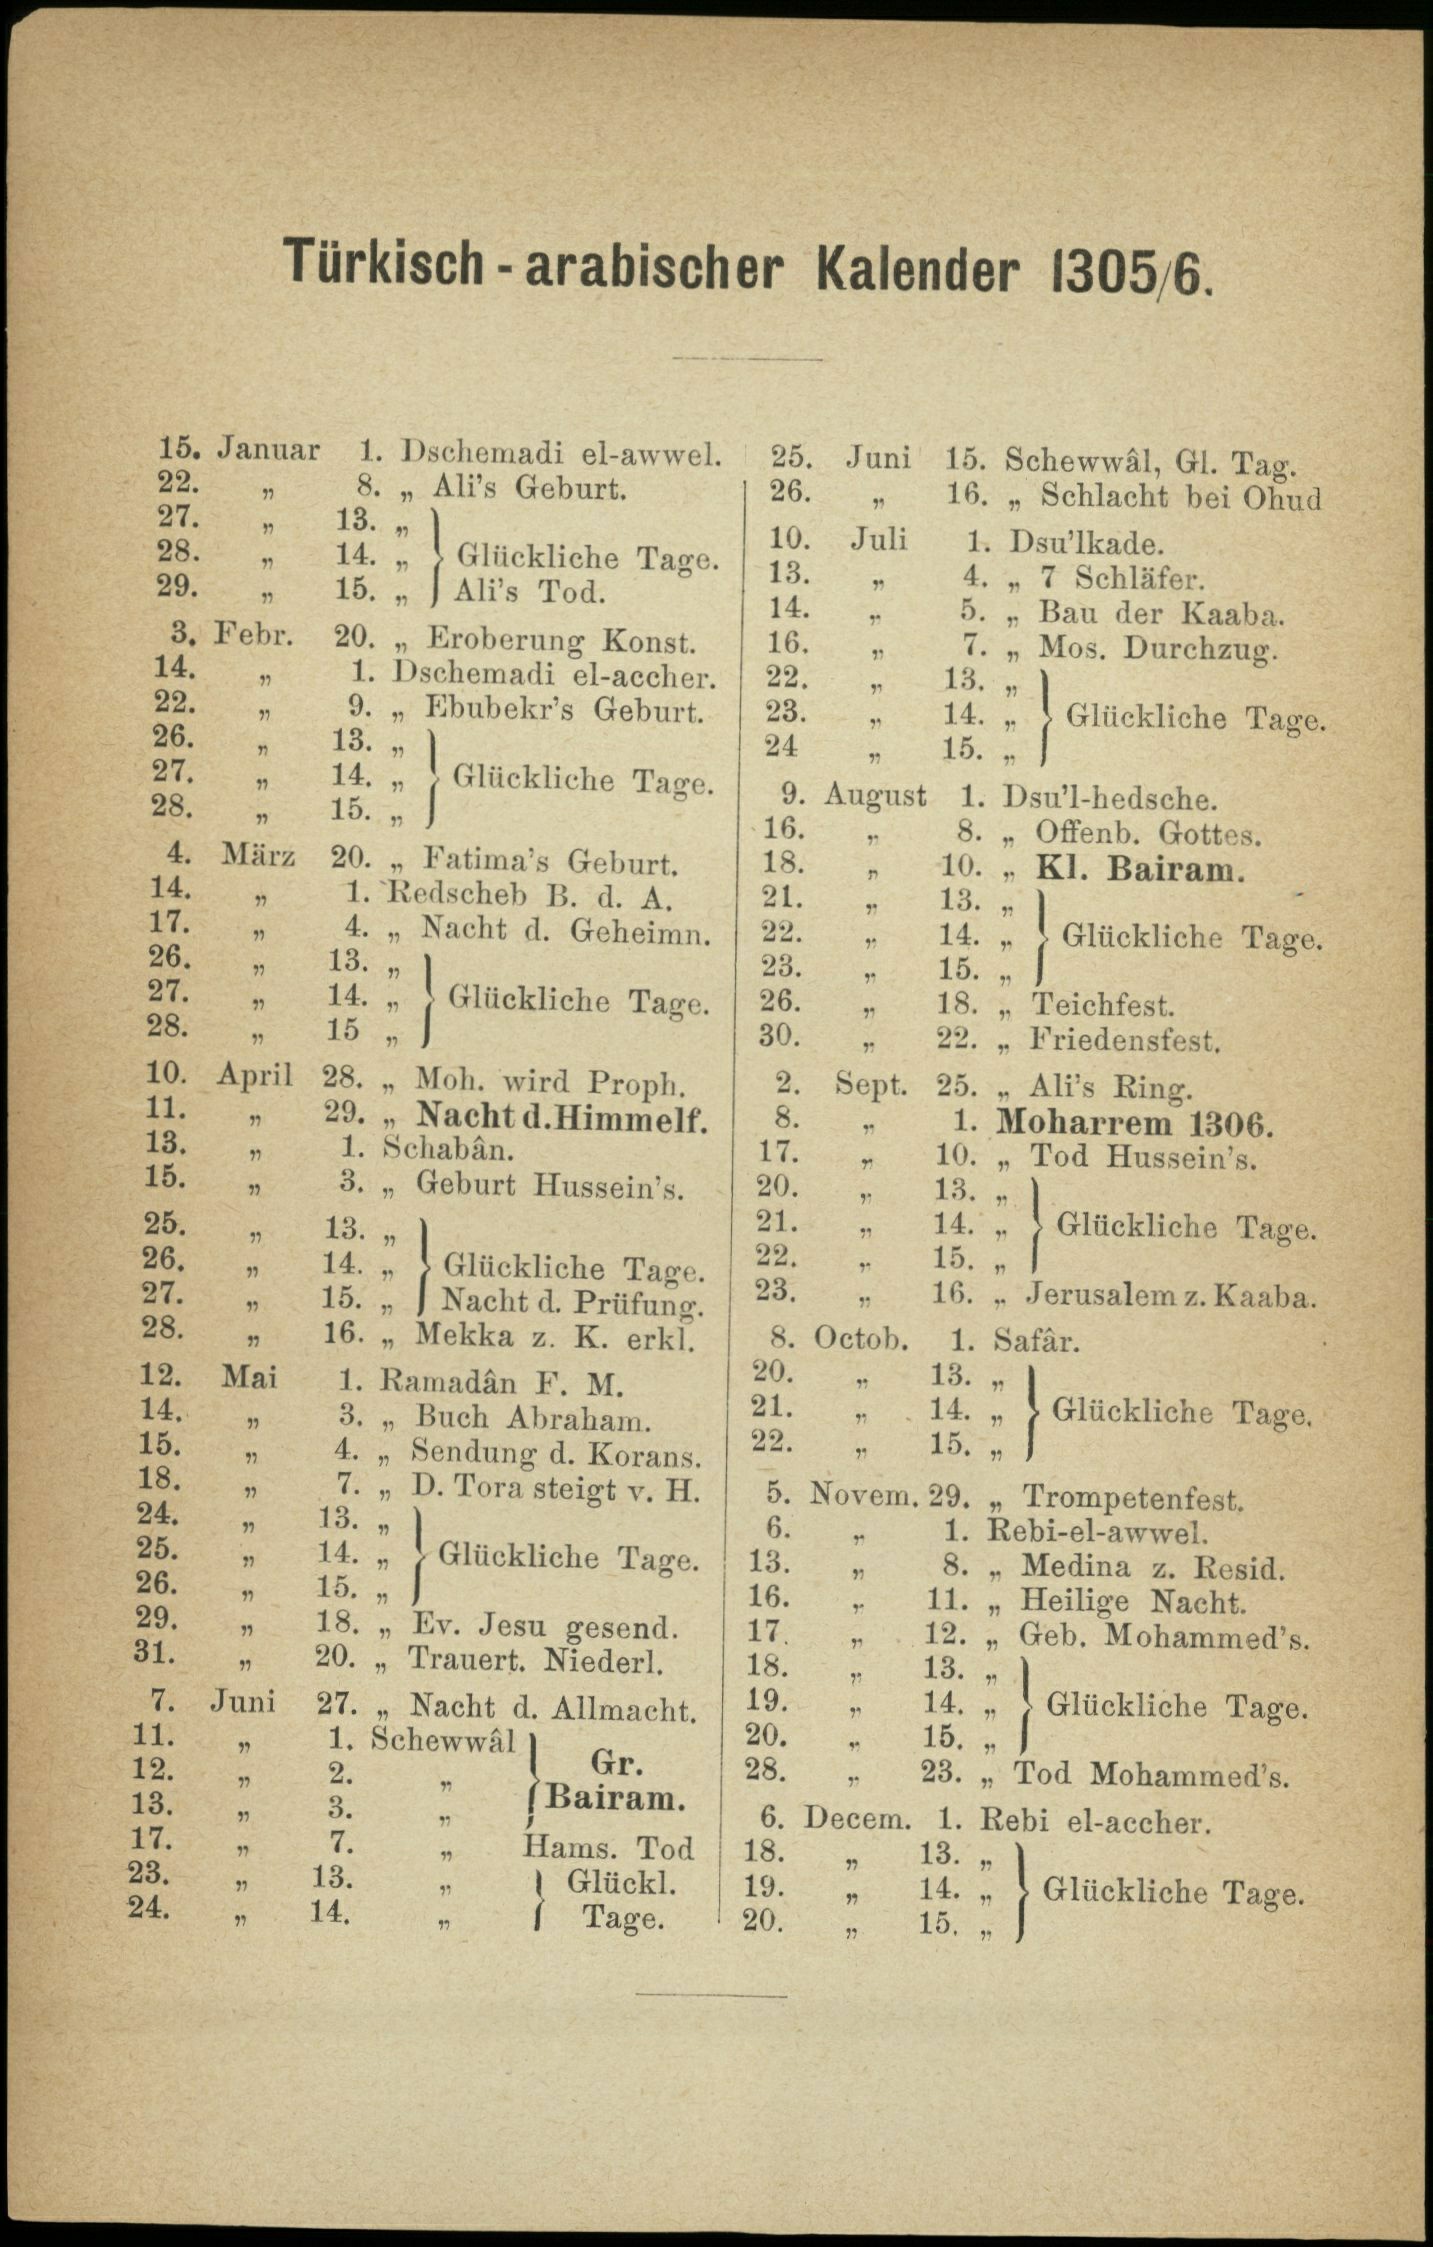 Türkisch-arabischer Kalender 1305/6.
15. Januar 1. Dschemadi el-awwel.
22. „ 8. „ Ali's Geburt.
27. „ 13. „
28. „ 14. „ Glückliche Tage.
29. „ 15. „ Ali's Tod.
3. Febr. 20. „ Eroberung Konst.
14. „ 1. Dschemadi el-accher.
22. „ 9. „ Ebubekr's Geburt.
26. „ 13. „
27. „ 14. „ Glückliche Tage.
28. „ 15. „
4. März 20. „ Fatima's Geburt.
14. „ 1. Redscheb B. d. A.
17. „ 4. „ Nacht d. Geheimn.
26. „ 13. „
27. „ 14. „ Glückliche Tage.
28. „ 15 „
10. April 28. „ Moh. wird Proph.
11. „ 29. „ Nacht d. Himmelf.
13. „ 1. Schabân.
15. „ 3. „ Geburt Hussein's.
25. „ 13. „
26. „ 14. „ Glückliche Tage.
27. „ 15. „ Nacht d. Prüfung.
28. „ 16. „ Mekka z. K. erkl.
12. Mai 1. Ramadân F. M.
14. „ 3. „ Buch Abraham.
15. „ 4. „ Sendung d. Korans.
18. „ 7. „ D. Tora steigt v. H.
24. „ 13. „
25. „ 14. „ Glückliche Tage.
26. „ 15. „
29. „ 18. „ Ev. Jesu gesend.
31. „ 20. „ Trauert. Niederl.
7. Juni 27. „ Nacht d. Allmacht.
11. „ 1. Schewwâl
12. „ 2. „ Gr.
13. „ 3. „ Bairam.
17. „ 7. „ Hams. Tod
23. „ 13. „ Glückl.
24. „ 14. „ Tage.
25. Juni 15. Schewwâl, Gl. Tag.
26. „ 16. „ Schlacht bei Ohud
10. Juli 1. Dsu'lkade.
13. „ 4. „ 7 Schläfer.
14. „ 5. „ Bau der Kaaba.
16. „ 7. „ Mos. Durchzug.
22. „ 13. „
23. „ 14. „ Glückliche Tage.
24 „ 15. „
9. August 1. Dsu'l-hedsche.
16. „ 8. „ Offenb. Gottes.
18. „ 10. „ Kl. Bairam.
21. „ 13. „
22. „ 14. „ Glückliche Tage.
23. „ 15. „
26. „ 18. „ Teichfest.
30. „ 22. „ Friedensfest.
2. Sept. 25. „ Ali's Ring.
8. „ 1. Moharrem 1306.
17. „ 10. „ Tod Hussein's.
20. „ 13. „
21. „ 14. „ Glückliche Tage.
22. „ 15. „
23. „ 16. „ Jerusalem z. Kaaba.
8. Octob. 1. Safâr.
20. „ 13. „
21. „ 14. „ Glückliche Tage.
22. „ 15. „
5. Novem. 29. „ Trompetenfest.
6. „ 1. Rebi-el-awwel.
13. „ 8. „ Medina z. Resid.
16. „ 11. „ Heilige Nacht.
17. „ 12. „ Geb. Mohammed's.
18. „ 13. „
19. „ 14. „ Glückliche Tage.
20. „ 15. „
28. „ 23. „ Tod Mohammed's.
6. Decem. 1. Rebi el-accher.
18. „ 13. „
19. „ 14. „ Glückliche Tage.
20. „ 15. „